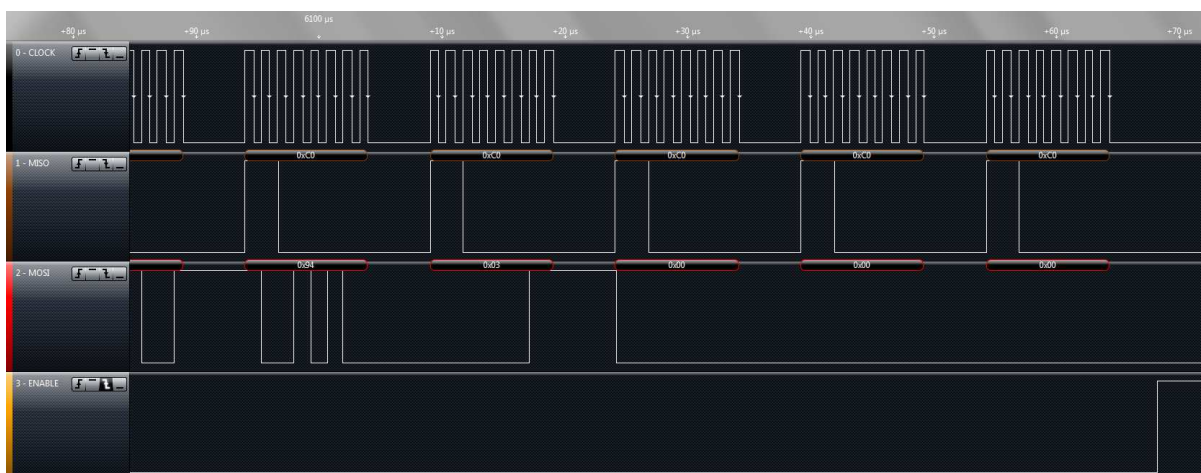 6100 µs
+80 µs +90 µs +10 µs +20 µs +30 µs +40 µs +50 µs +60 µs +70 µs
0 - CLOCK
1 - MISO
0xC0 0xC0 0xC0 0xC0 0xC0
2 - MOSI
0x94 0x03 0x00 0x00 0x00
3 - ENABLE